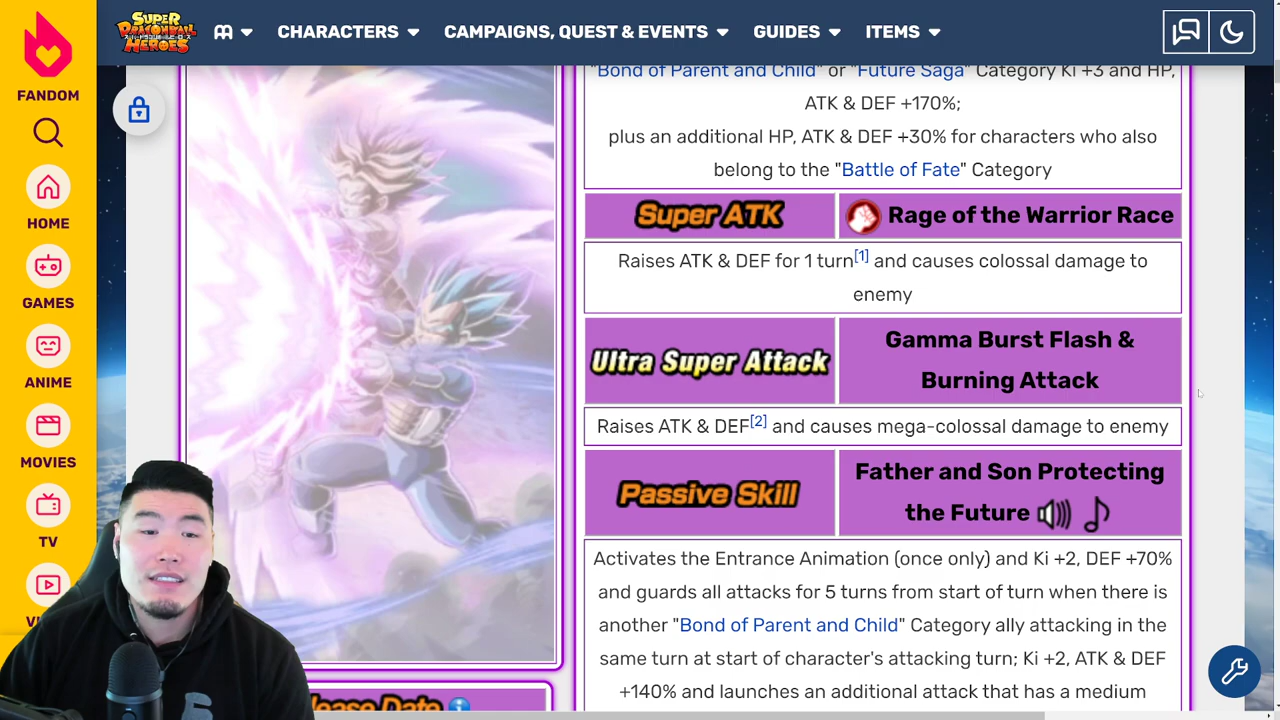 SUPER
DRAGONBALL
HEROES
CHARACTERS
CAMPAIGNS, QUEST & EVENTS
GUIDES
ITEMS
FANDOM
HOME
GAMES
ANIME
MOVIES
TV
"Bond of Parent and Child" or "Future Saga" Category Ki +3 and HP,
ATK & DEF +170%;
plus an additional HP, ATK & DEF +30% for characters who also
belong to the "Battle of Fate" Category
Super ATK
Rage of the Warrior Race
Raises ATK & DEF for 1 turn[1] and causes colossal damage to
enemy
Ultra Super Attack
Gamma Burst Flash &
Burning Attack
Raises ATK & DEF[2] and causes mega-colossal damage to enemy
Passive Skill
Father and Son Protecting
the Future
Activates the Entrance Animation (once only) and Ki +2, DEF +70%
and guards all attacks for 5 turns from start of turn when there is
another "Bond of Parent and Child" Category ally attacking in the
same turn at start of character's attacking turn; Ki +2, ATK & DEF
+140% and launches an additional attack that has a medium
Release Date